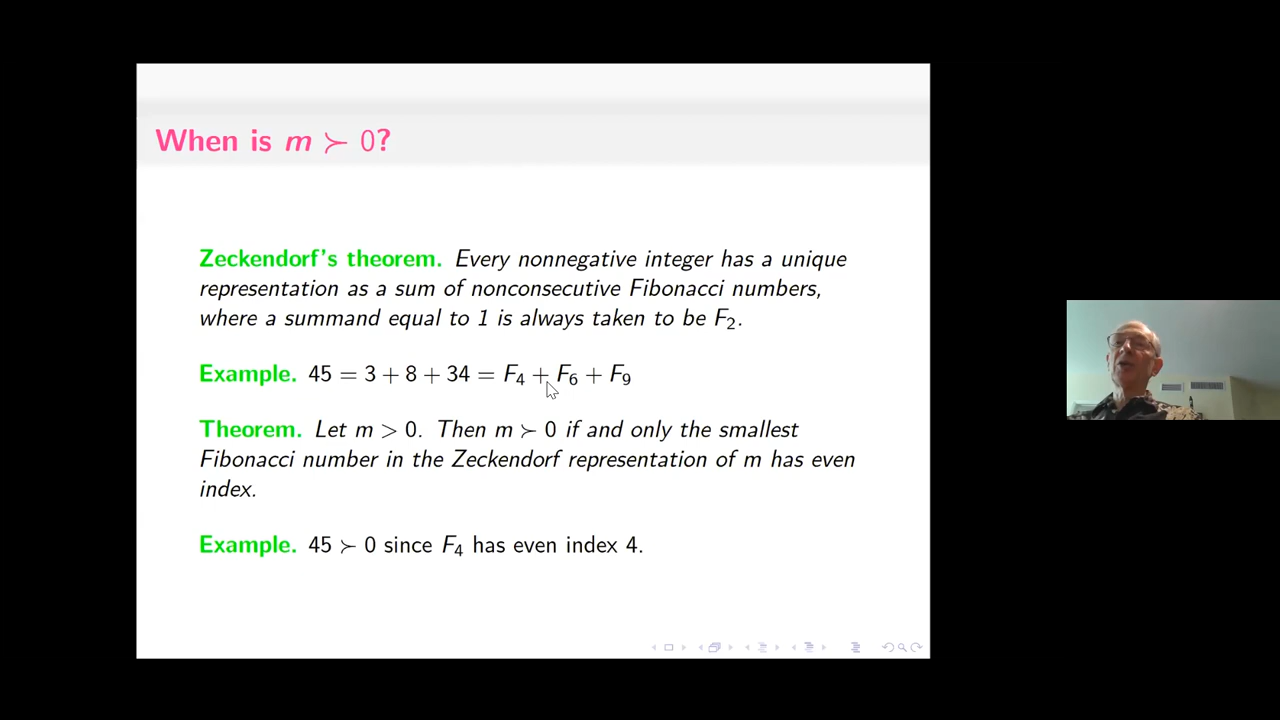 When is m ≻ 0?
Zeckendorf's theorem. Every nonnegative integer has a unique
representation as a sum of nonconsecutive Fibonacci numbers,
where a summand equal to 1 is always taken to be F₂.
Example. 45 = 3 + 8 + 34 = F₄ + F₆ + F₉
Theorem. Let m > 0. Then m ≻ 0 if and only the smallest
Fibonacci number in the Zeckendorf representation of m has even
index.
Example. 45 ≻ 0 since F₄ has even index 4.